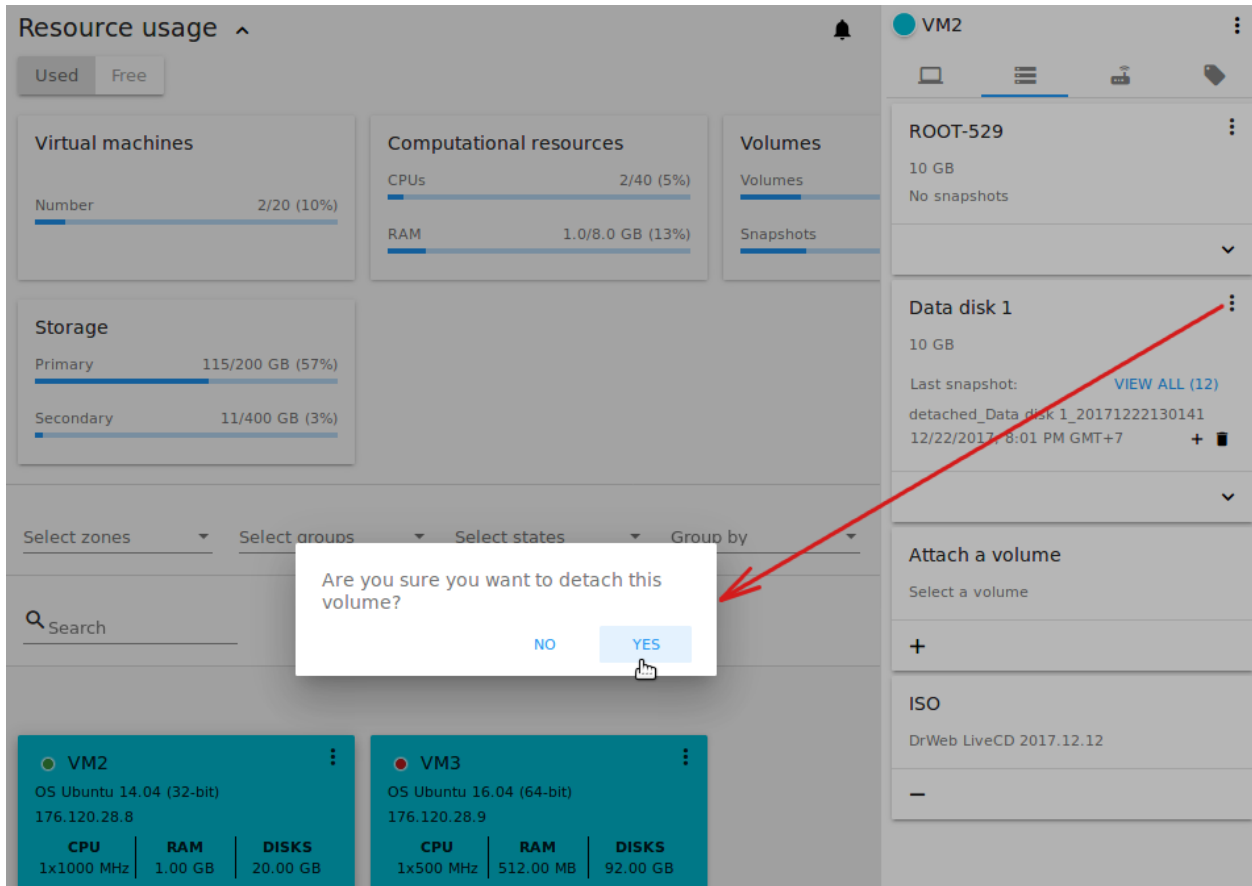 Resource usage
Used Free
Virtual machines
Number 2/20 (10%)
Computational resources
CPUs 2/40 (5%)
RAM 1.0/8.0 GB (13%)
Volumes
Volumes
Snapshots
Storage
Primary 115/200 GB (57%)
Secondary 11/400 GB (3%)
Select zones Select groups Select states Group by
Search
Are you sure you want to detach this
volume?
NO YES
VM2
OS Ubuntu 14.04 (32-bit)
176.120.28.8
CPU RAM DISKS
1x1000 MHz 1.00 GB 20.00 GB
VM3
OS Ubuntu 16.04 (64-bit)
176.120.28.9
CPU RAM DISKS
1x500 MHz 512.00 MB 92.00 GB
VM2
ROOT-529
10 GB
No snapshots
Data disk 1
10 GB
Last snapshot: VIEW ALL (12)
detached_Data disk 1_20171222130141
12/22/2017, 8:01 PM GMT+7
Attach a volume
Select a volume
ISO
DrWeb LiveCD 2017.12.12